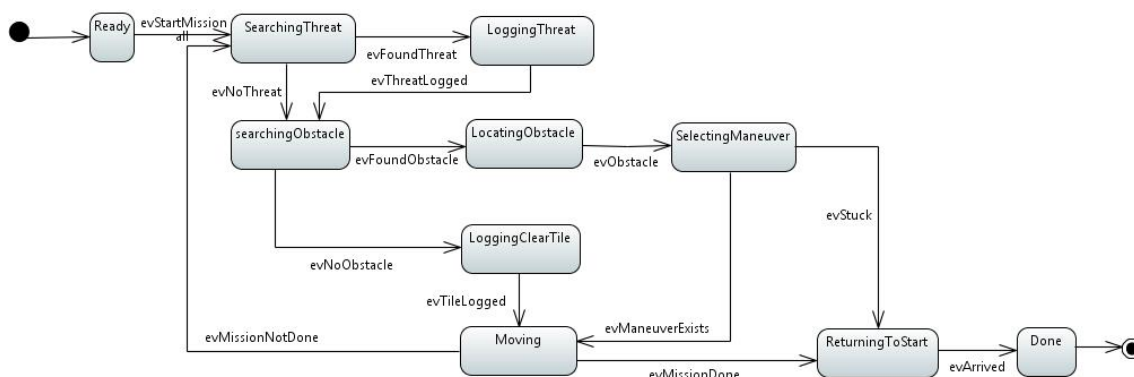 Ready
evStartMission
all
SearchingThreat
evFoundThreat
LoggingThreat
evThreatLogged
evNoThreat
searchingObstacle
evFoundObstacle
LocatingObstacle
evObstacle
SelectingManeuver
evStuck
LoggingClearTile
evNoObstacle
evTileLogged
evManeuverExists
evMissionNotDone
Moving
evMissionDone
ReturningToStart
evArrived
Done